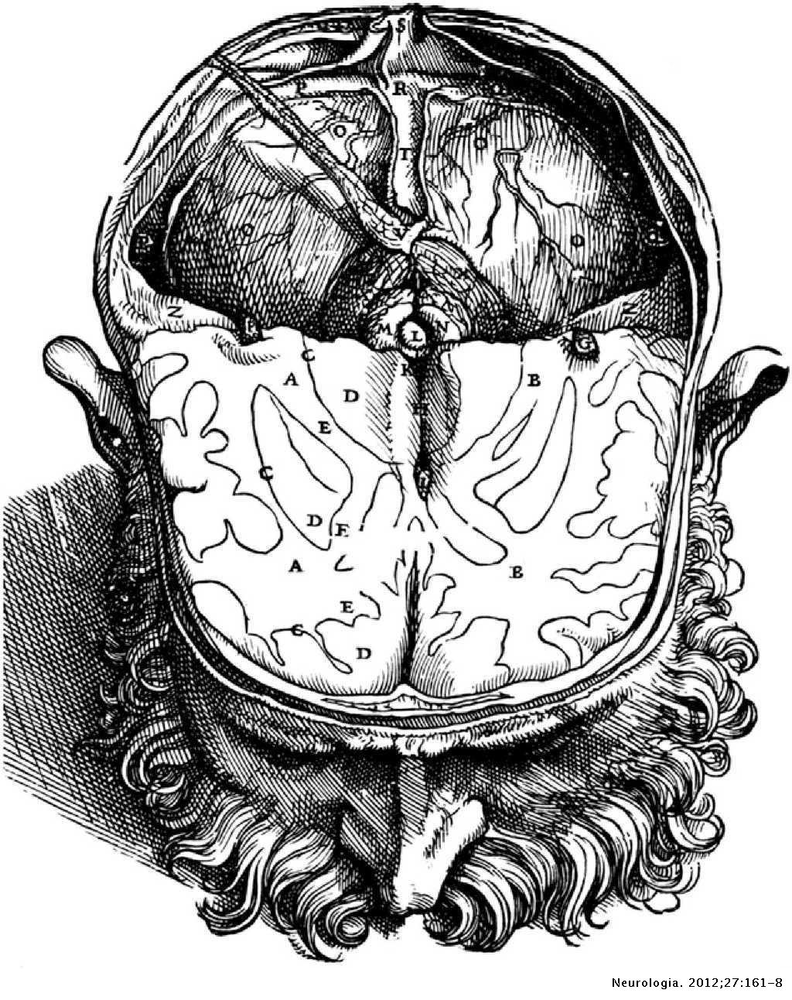 S
P R Q
O O
T
O O
V
P
X
Z Z
M L N G
C K
A B
D H
E
C
I
D E
A B
E
C
D
Neurologia. 2012;27:161-8